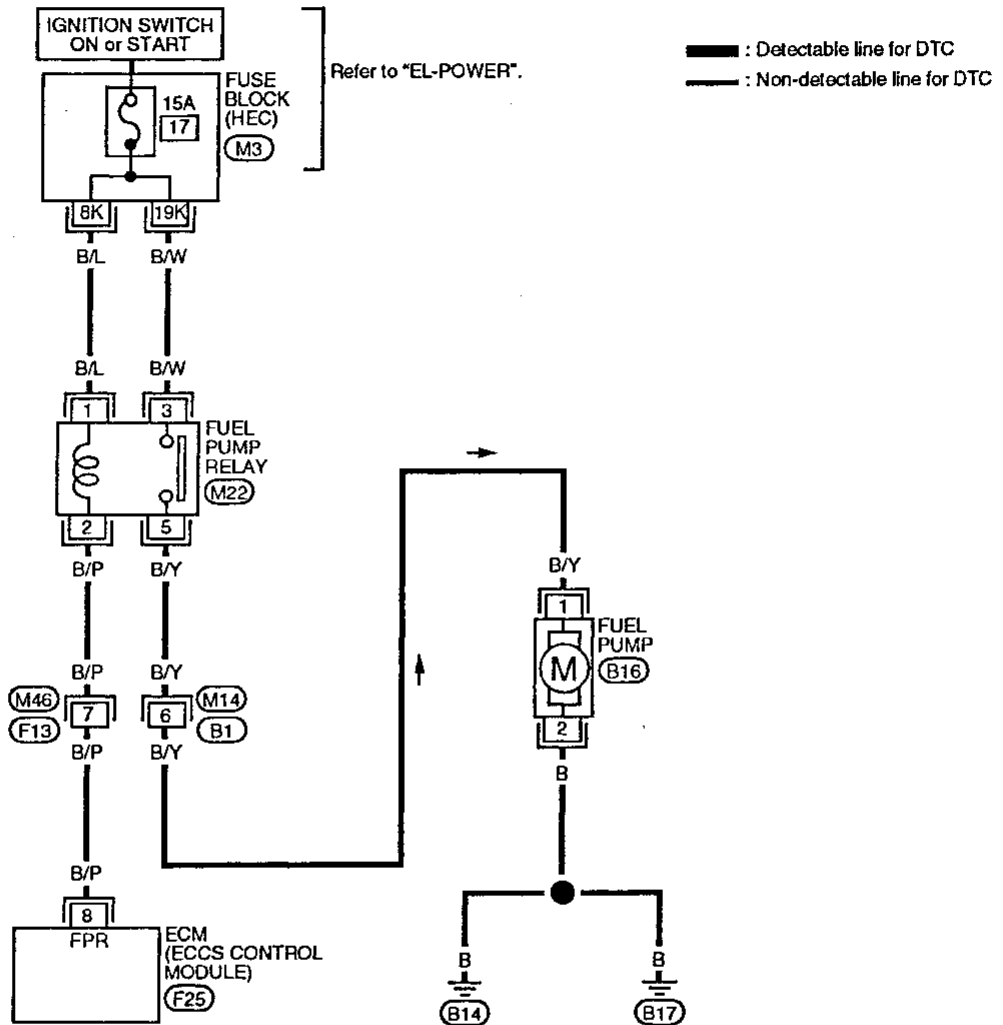 IGNITION SWITCH
ON or START
Refer to "EL-POWER".
: Detectable line for DTC
: Non-detectable line for DTC
FUSE
BLOCK
(HEC)
M3
15A
17
8K
19K
B/L
B/W
B/L
B/W
1
3
FUEL
PUMP
RELAY
M22
2
5
B/P
B/Y
B/P
B/Y
M46
F13
7
6
M14
B1
B/P
B/Y
B/P
8
FPR
ECM
(ECCS CONTROL
MODULE)
F25
B/Y
1
FUEL
PUMP
B16
M
2
B
B
B
B14
B17